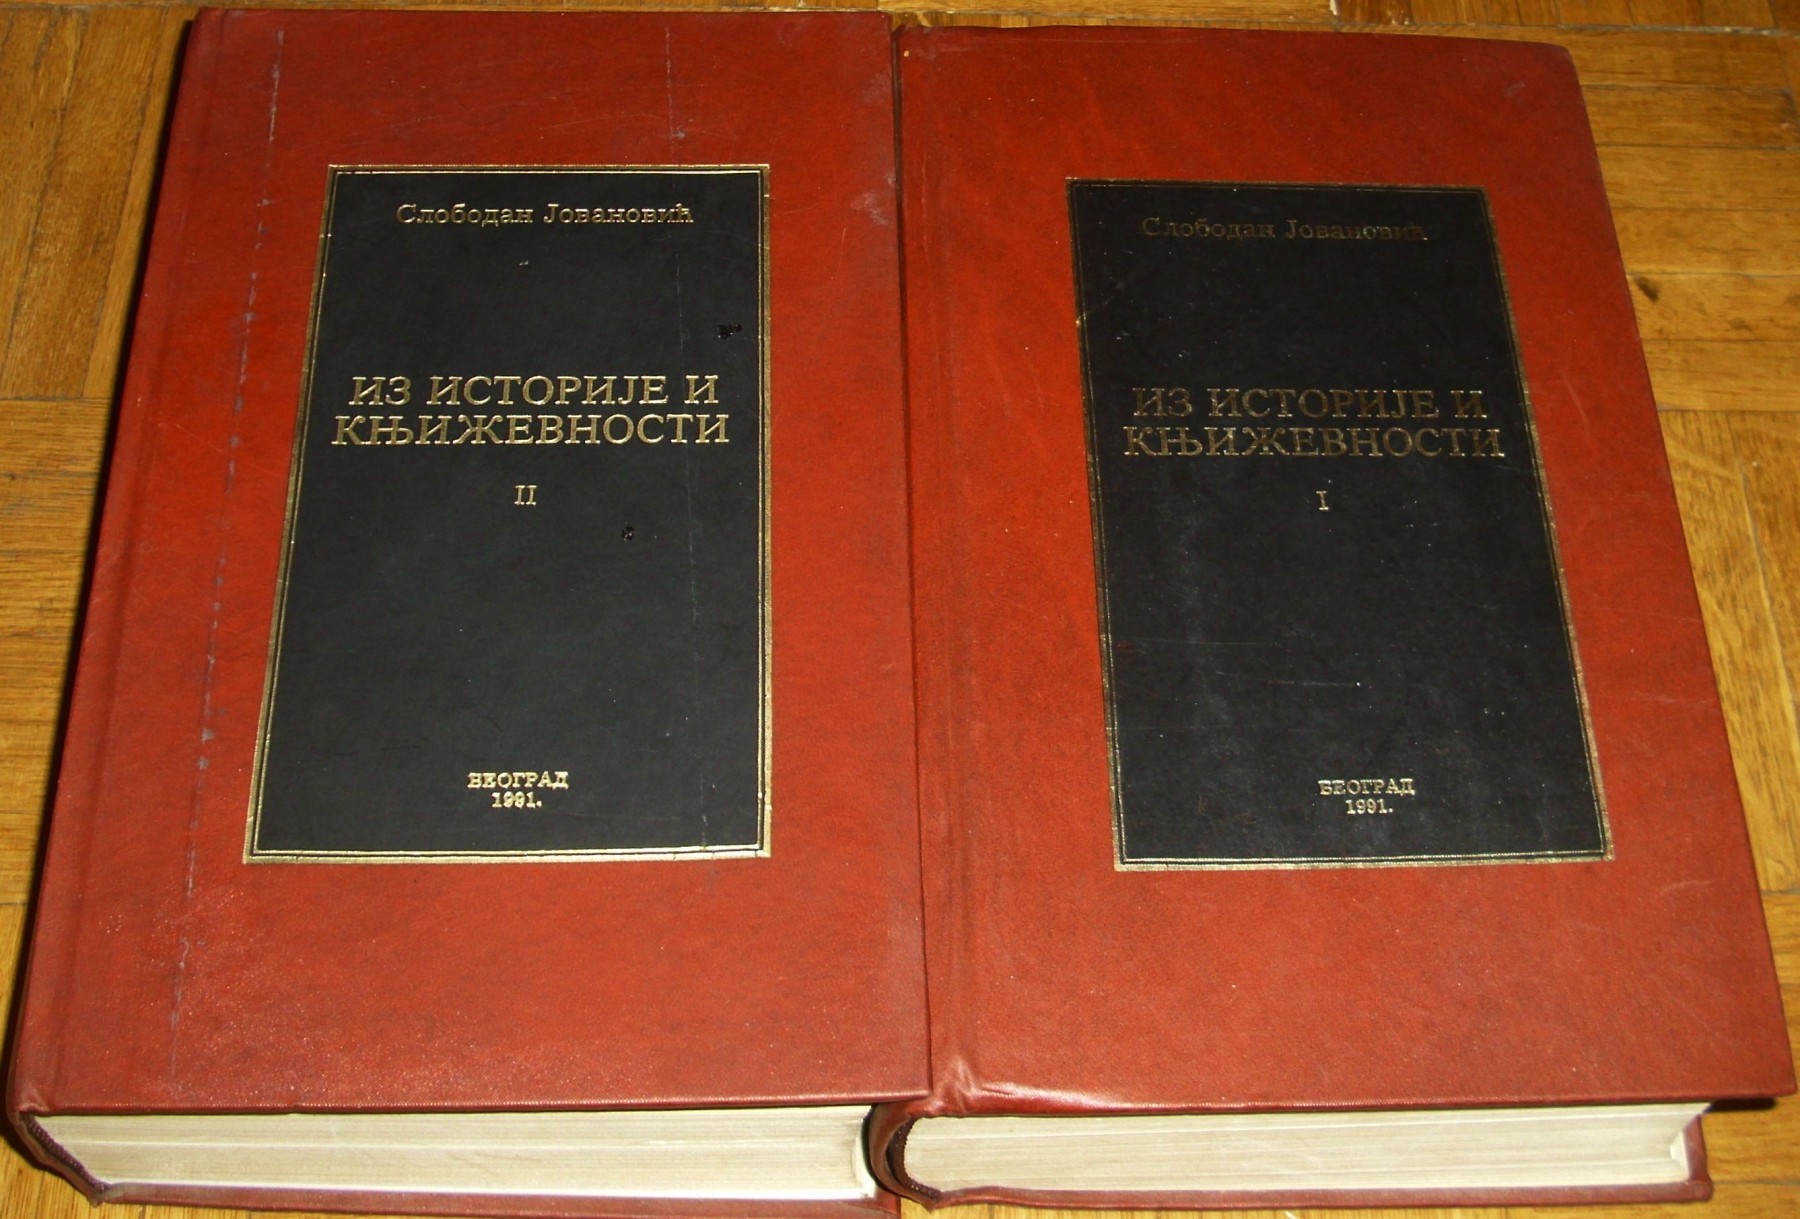 Слободан Јовановић
ИЗ ИСТОРИЈЕ И
КЊИЖЕВНОСТИ
II
БЕОГРАД
1991.
Слободан Јовановић
ИЗ ИСТОРИЈЕ И
КЊИЖЕВНОСТИ
I
БЕОГРАД
1991.